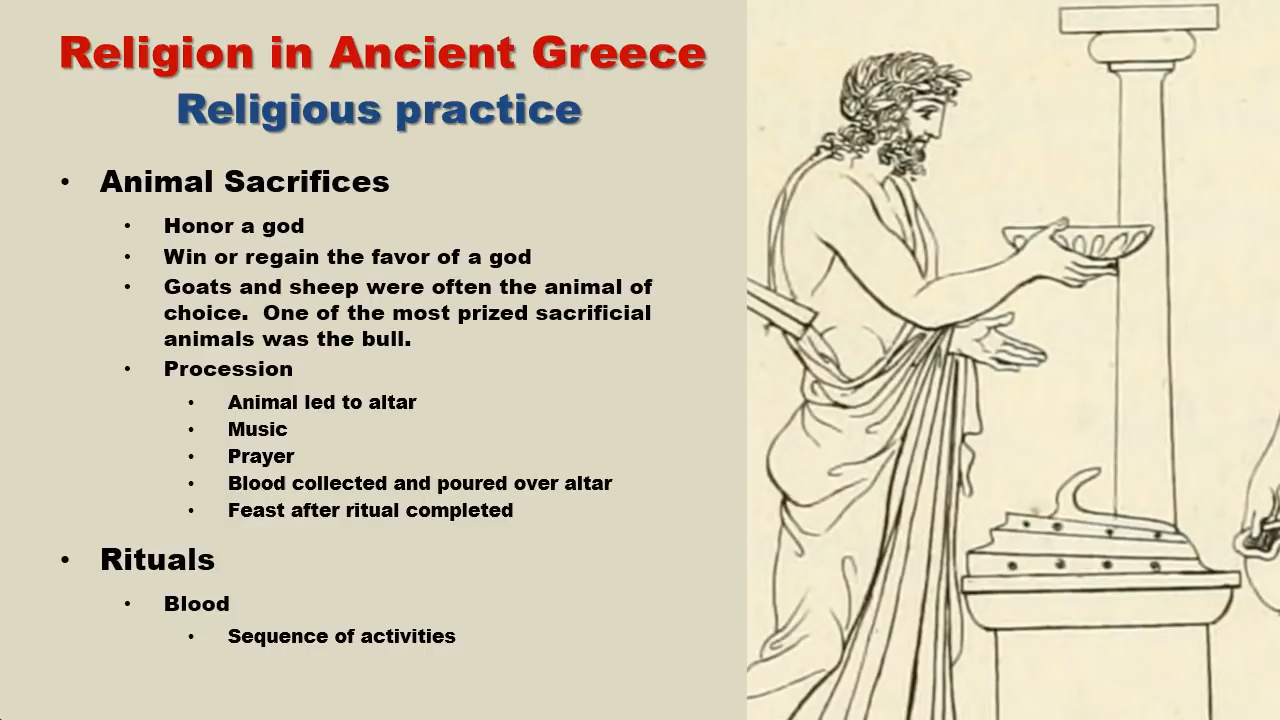 Religion in Ancient Greece
Religious practice
• Animal Sacrifices
• Honor a god
• Win or regain the favor of a god
• Goats and sheep were often the animal of
choice.  One of the most prized sacrificial
animals was the bull.
• Procession
• Animal led to altar
• Music
• Prayer
• Blood collected and poured over altar
• Feast after ritual completed
• Rituals
• Blood
• Sequence of activities